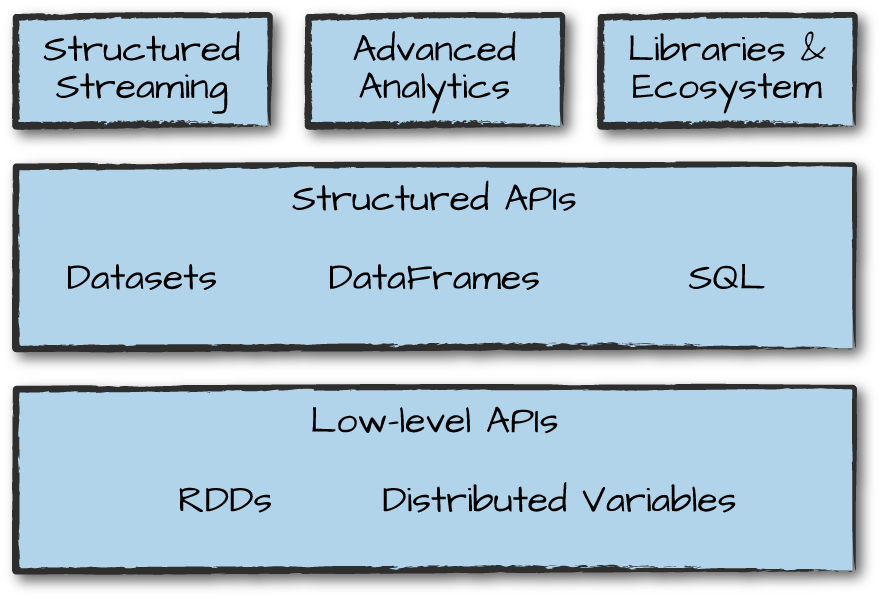 Structured
Streaming
Advanced
Analytics
Libraries &
Ecosystem
Structured APIs
Datasets DataFrames SQL
Low-level APIs
RDDs Distributed Variables